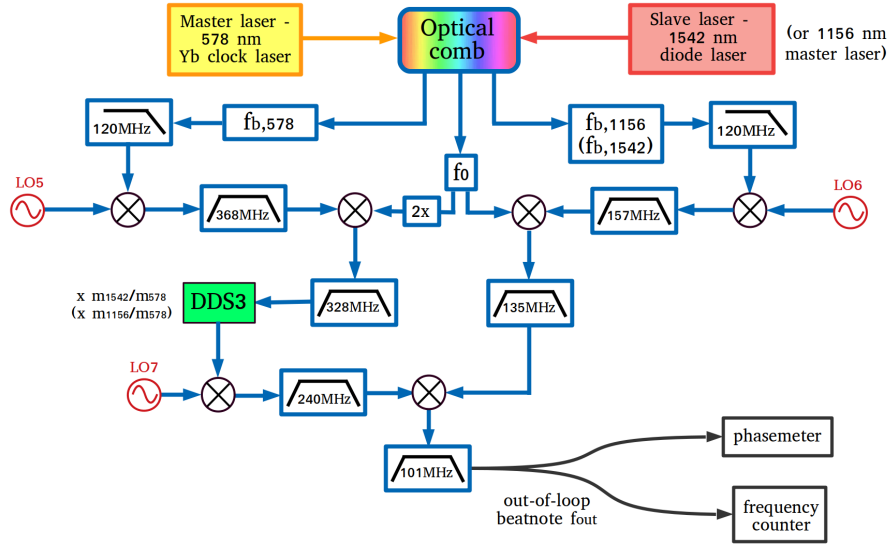 Master laser -
578 nm
Yb clock laser
Optical
comb
Slave laser -
1542 nm
diode laser
(or 1156 nm
master laser)
120MHz
fb,578
fb,1156
(fb,1542)
120MHz
f0
LO5
368MHz
2x
157MHz
LO6
x m1542/m578
(x m1156/m578)
DDS3
328MHz
135MHz
LO7
240MHz
101MHz
phasemeter
out-of-loop
beatnote fout
frequency
counter